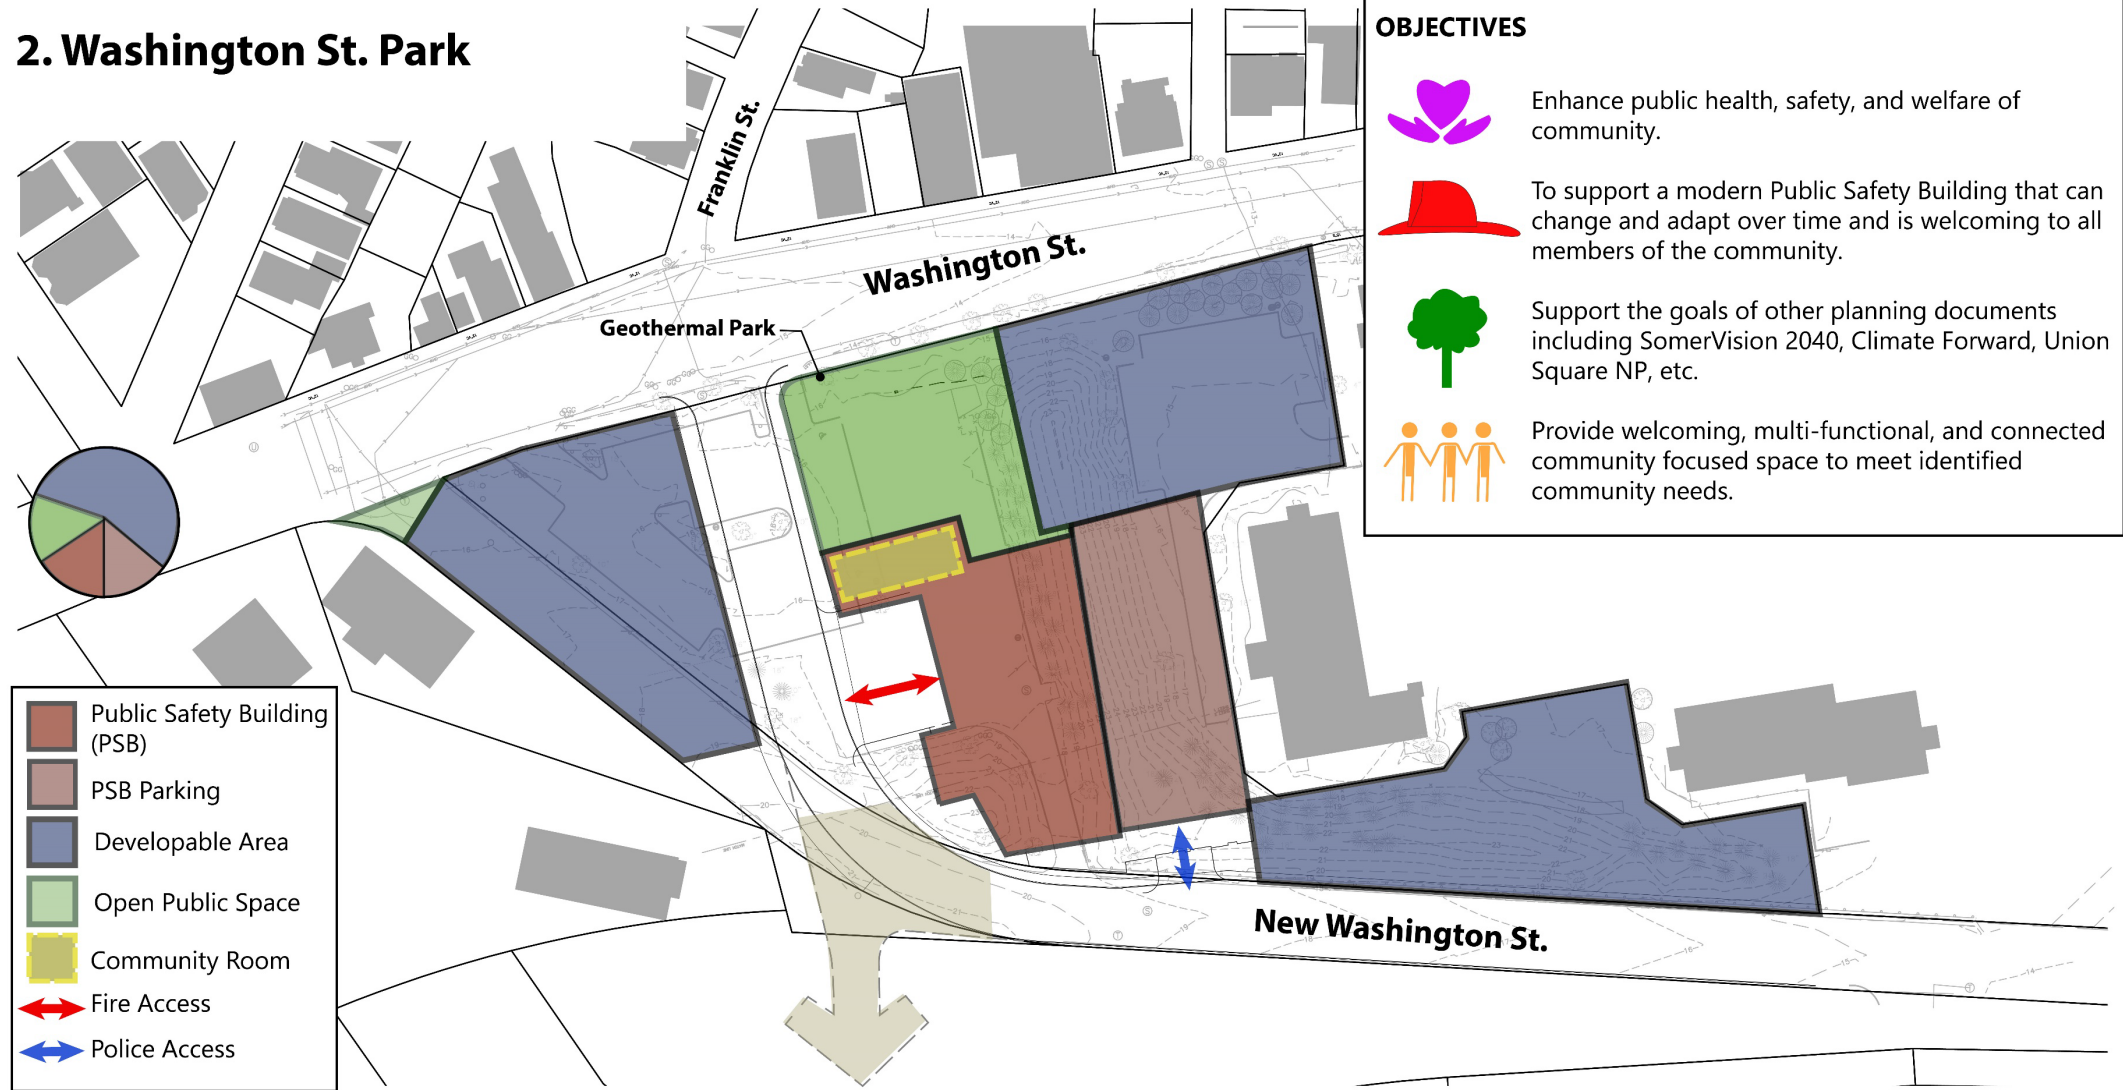 2. Washington St. Park
OBJECTIVES
Enhance public health, safety, and welfare of
community.
To support a modern Public Safety Building that can
change and adapt over time and is welcoming to all
members of the community.
Support the goals of other planning documents
including SomerVision 2040, Climate Forward, Union
Square NP, etc.
Provide welcoming, multi-functional, and connected
community focused space to meet identified
community needs.
Franklin St.
Washington St.
Geothermal Park
New Washington St.
Public Safety Building
(PSB)
PSB Parking
Developable Area
Open Public Space
Community Room
Fire Access
Police Access